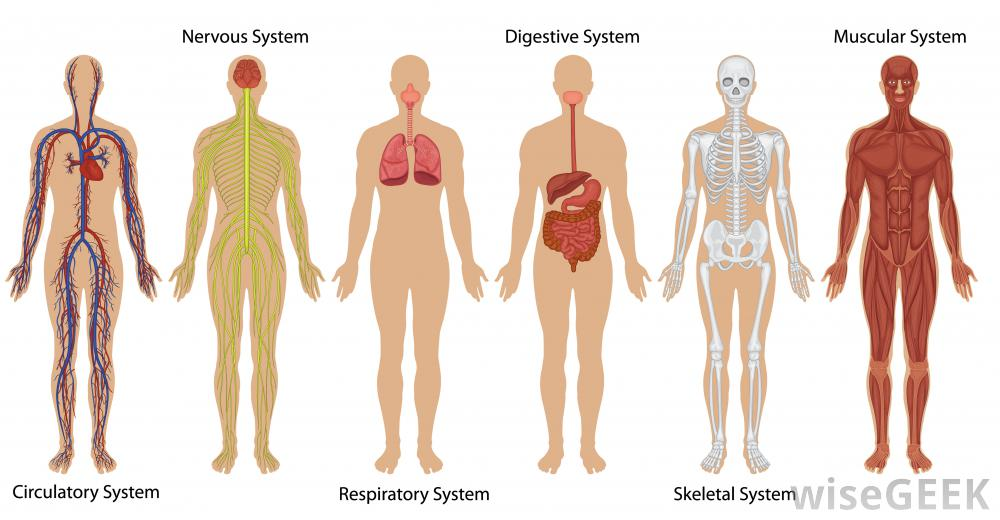 Nervous System
Digestive System
Muscular System
Circulatory System
Respiratory System
Skeletal System
wiseGEEK